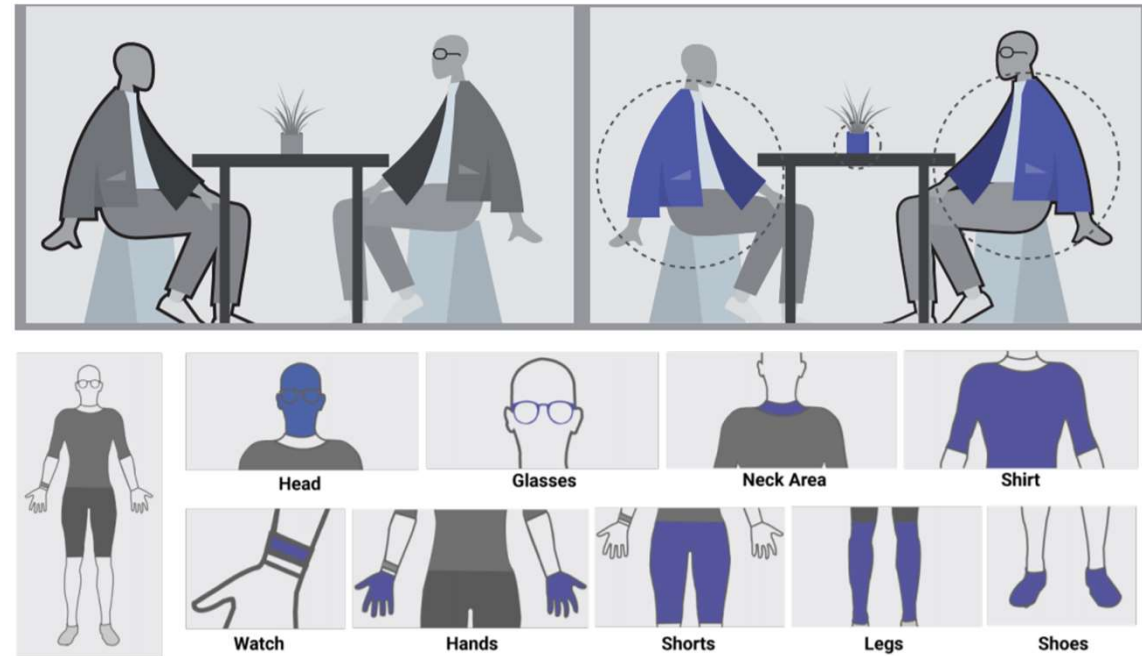 Head
Glasses
Neck Area
Shirt
Watch
Hands
Shorts
Legs
Shoes